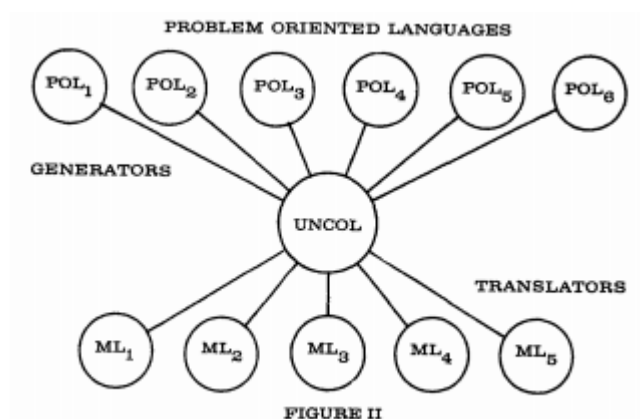 PROBLEM ORIENTED LANGUAGES
POL1 POL2 POL3 POL4 POL5 POL6
GENERATORS
UNCOL
TRANSLATORS
ML1 ML2 ML3 ML4 ML5
FIGURE II